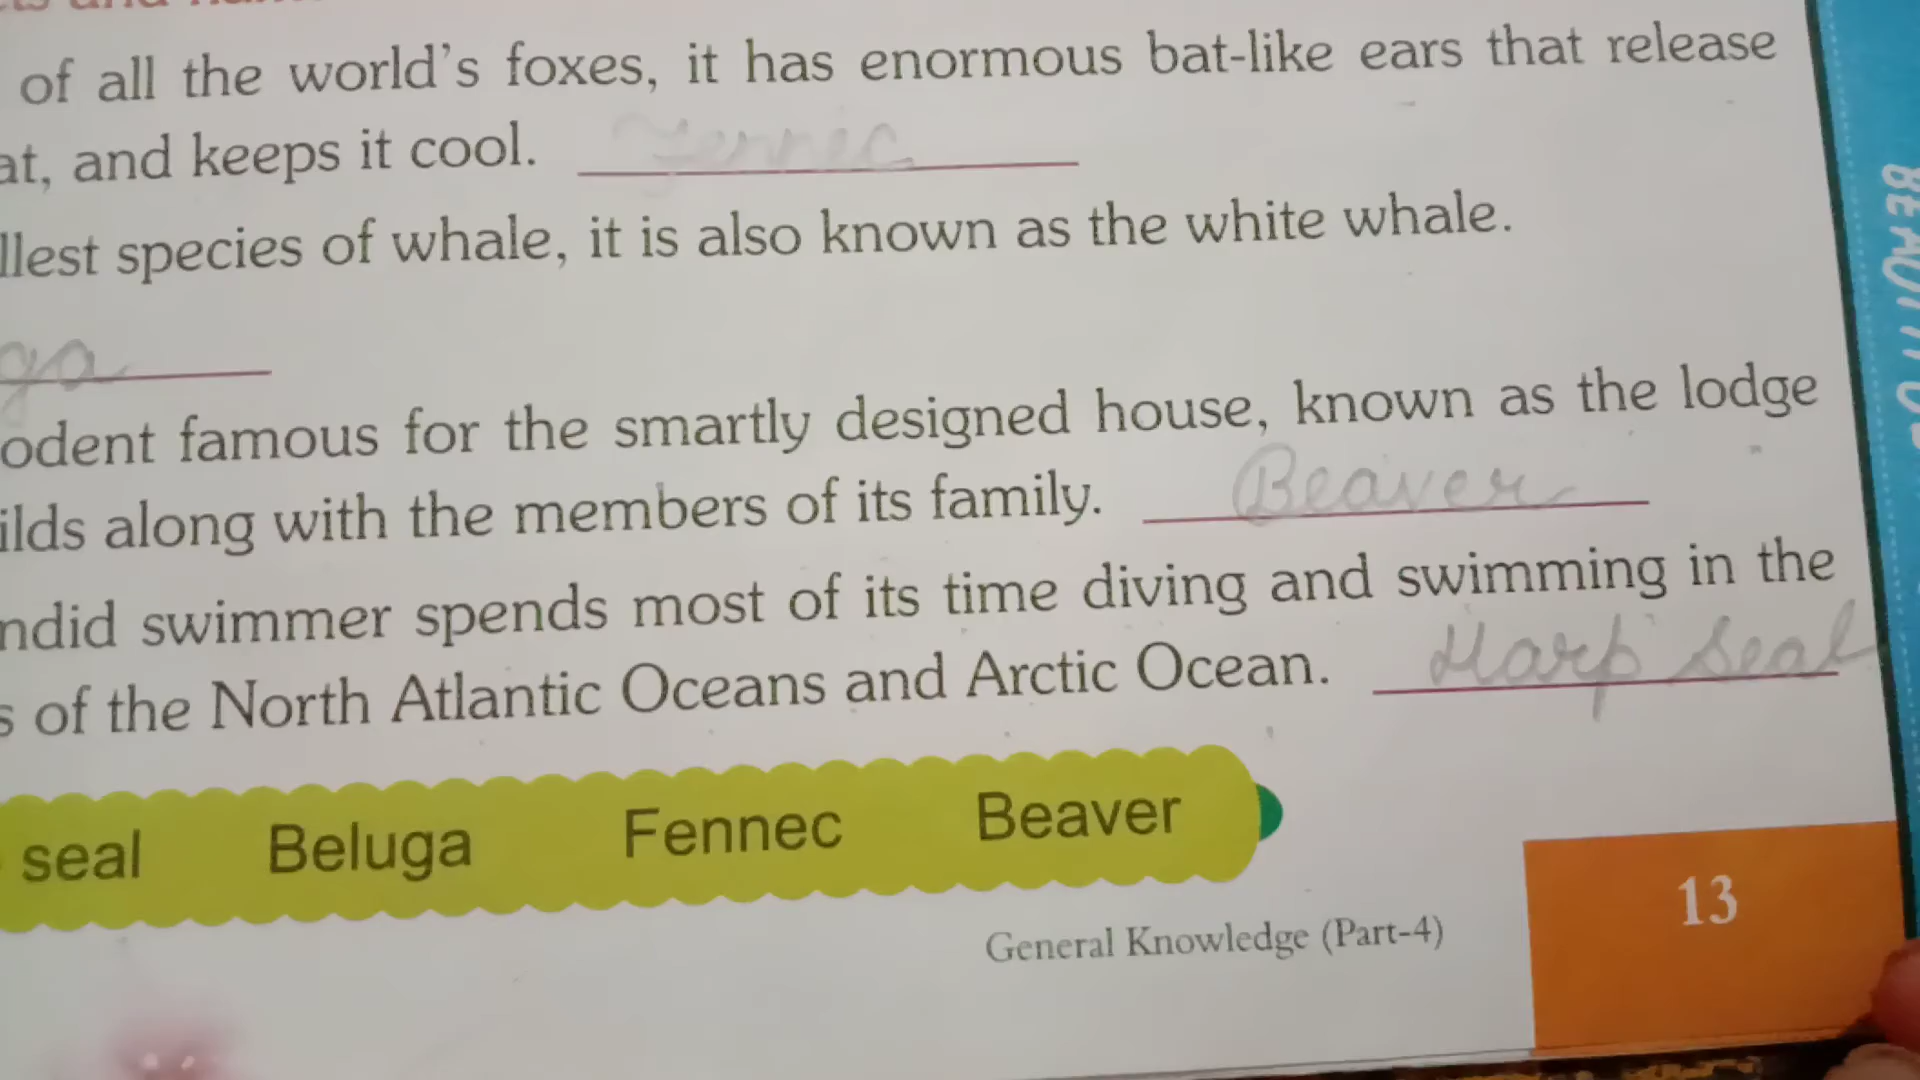 of all the world's foxes, it has enormous bat-like ears that release
at, and keeps it cool. Fennec
llest species of whale, it is also known as the white whale.
ga
odent famous for the smartly designed house, known as the lodge
ilds along with the members of its family. Beaver
ndid swimmer spends most of its time diving and swimming in the
s of the North Atlantic Oceans and Arctic Ocean. Harp Seal
seal Beluga Fennec Beaver
General Knowledge (Part-4) 13